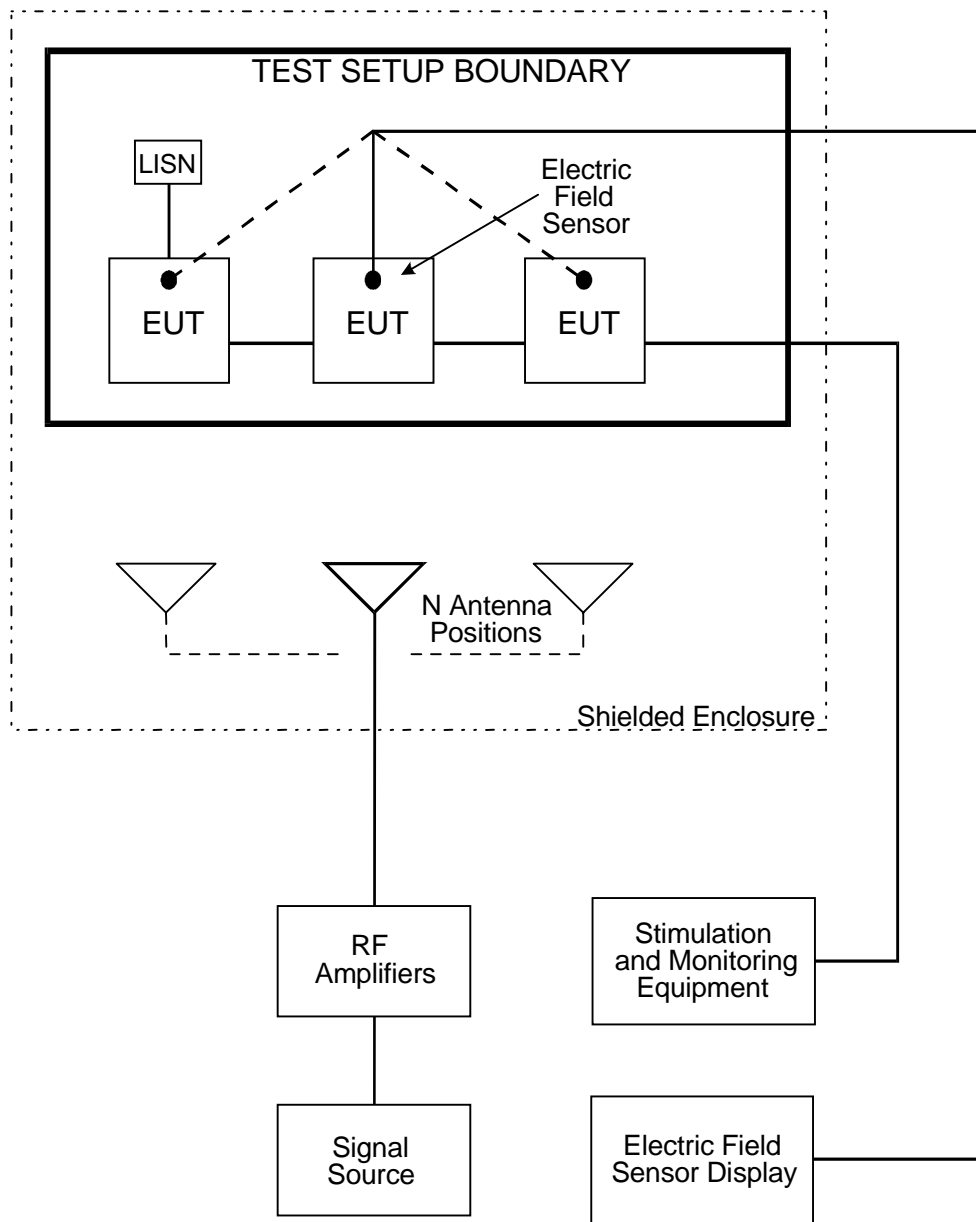 TEST SETUP BOUNDARY
LISN
Electric
Field
Sensor
EUT
EUT
EUT
N Antenna
Positions
Shielded Enclosure
RF
Amplifiers
Stimulation
and Monitoring
Equipment
Signal
Source
Electric Field
Sensor Display